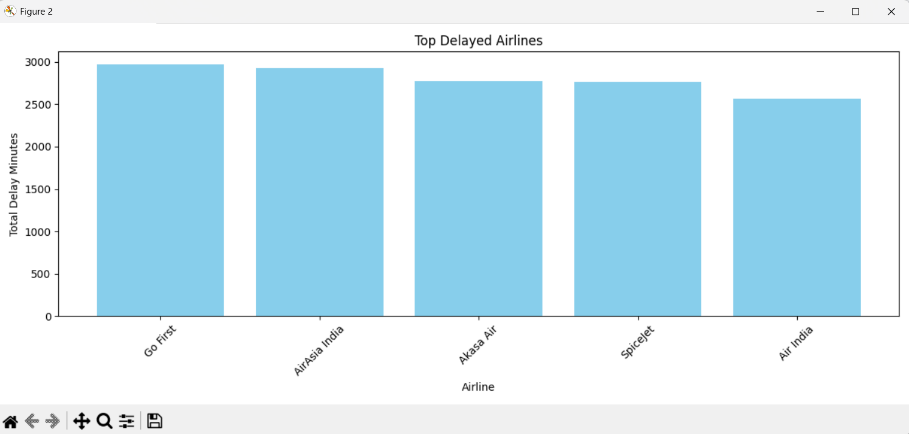 Figure 2
Top Delayed Airlines
3000
2500
2000
1500
1000
500
0
Total Delay Minutes
Go First
AirAsia India
Akasa Air
SpiceJet
Air India
Airline